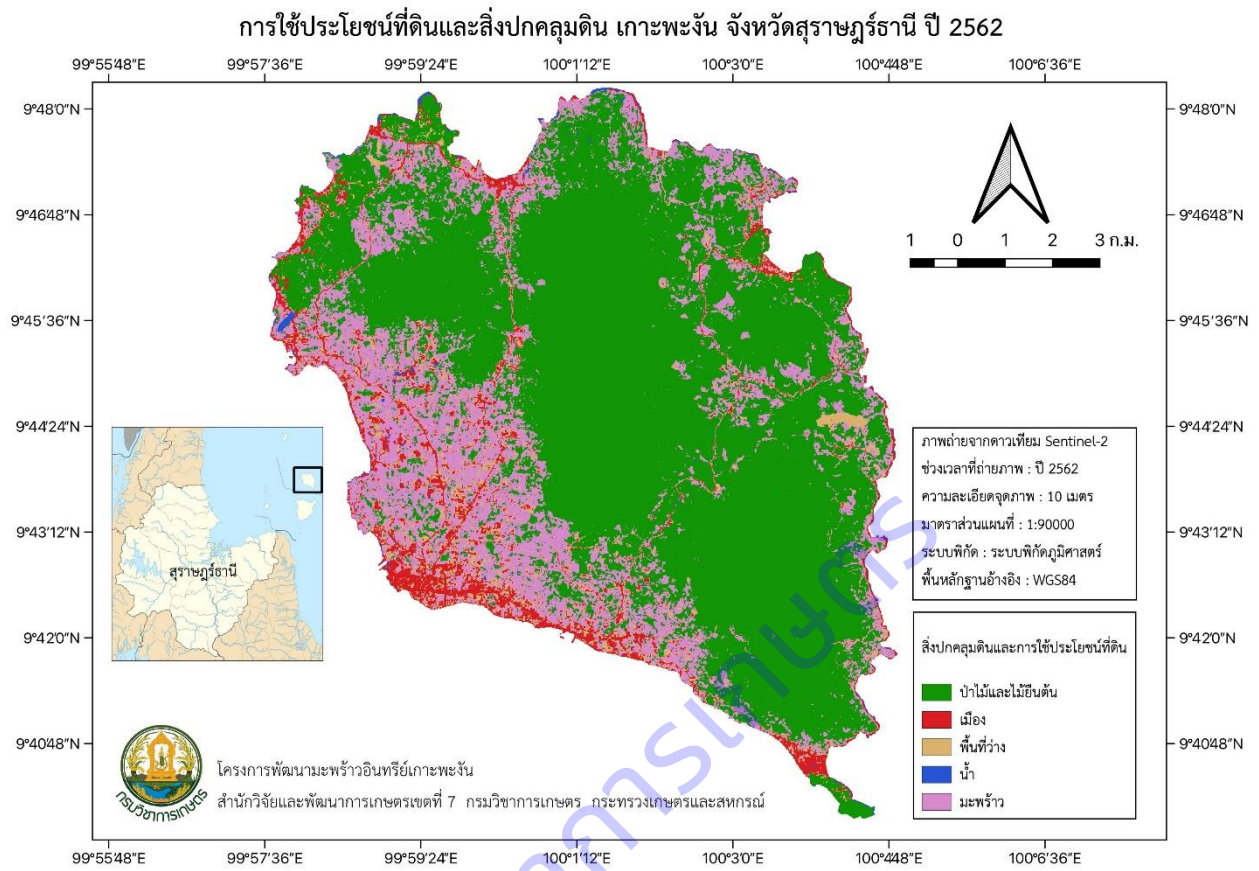 การใช้ประโยชน์ที่ดินและสิ่งปกคลุมดิน เกาะพะงัน จังหวัดสุราษฎร์ธานี ปี 2562
99°55'48"E 99°57'36"E 99°59'24"E 100°1'12"E 100°3'0"E 100°4'48"E 100°6'36"E
9°48'0"N 9°48'0"N
9°46'48"N 9°46'48"N
1 0 1 2 3 ก.ม.
9°45'36"N 9°45'36"N
9°44'24"N 9°44'24"N
ภาพถ่ายจากดาวเทียม Sentinel-2
ช่วงเวลาที่ถ่ายภาพ : ปี 2562
ความละเอียดจุดภาพ : 10 เมตร
มาตราส่วนแผนที่ : 1:90000
ระบบพิกัด : ระบบพิกัดภูมิศาสตร์
พื้นหลักฐานอ้างอิง : WGS84
9°43'12"N 9°43'12"N
สุราษฎร์ธานี
9°42'0"N 9°42'0"N
สิ่งปกคลุมดินและการใช้ประโยชน์ที่ดิน
ป่าไม้และไม้ยืนต้น
เมือง
พื้นที่ว่าง
น้ำ
มะพร้าว
9°40'48"N 9°40'48"N
กรมวิชาการเกษตร
โครงการพัฒนามะพร้าวอินทรีย์เกาะพะงัน
สำนักวิจัยและพัฒนาการเกษตรเขตที่ 7 กรมวิชาการเกษตร กระทรวงเกษตรและสหกรณ์
99°55'48"E 99°57'36"E 99°59'24"E 100°1'12"E 100°3'0"E 100°4'48"E 100°6'36"E